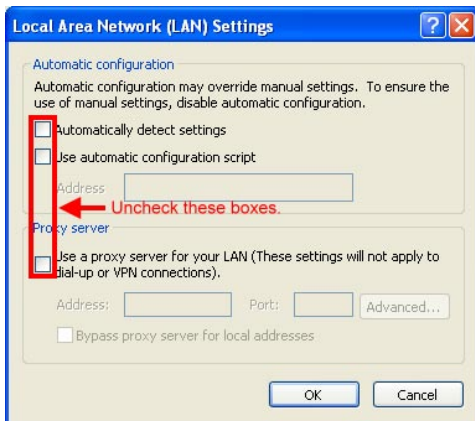 Local Area Network (LAN) Settings
Automatic configuration
Automatic configuration may override manual settings. To ensure the
use of manual settings, disable automatic configuration.
Automatically detect settings
Use automatic configuration script
Address
Uncheck these boxes.
Proxy server
Use a proxy server for your LAN (These settings will not apply to
dial-up or VPN connections).
Address: Port: Advanced...
Bypass proxy server for local addresses
OK Cancel